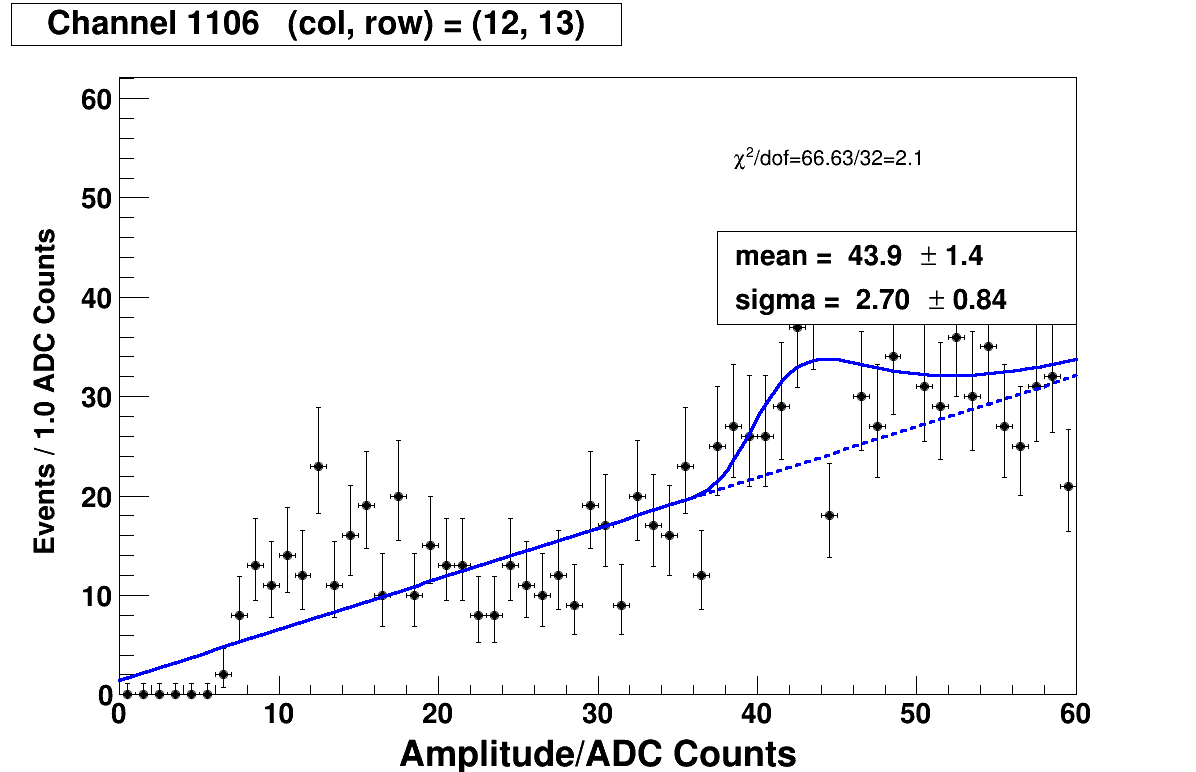 Channel 1106 (col, row) = (12, 13)
χ²/dof=66.63/32=2.1
mean = 43.9 ± 1.4
sigma = 2.70 ± 0.84
Events / 1.0 ADC Counts
60
50
40
30
20
10
0
0 10 20 30 40 50 60
Amplitude/ADC Counts